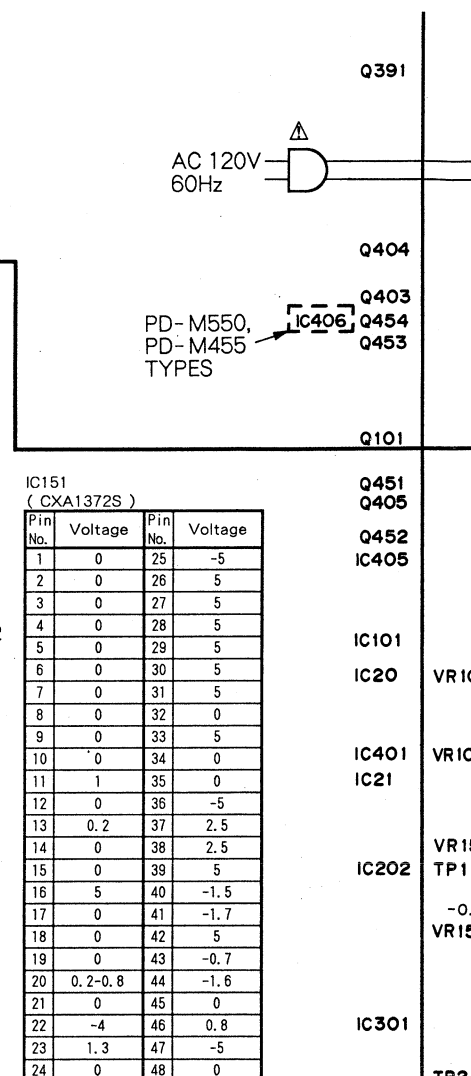 Q391
AC 120V
60Hz
Q404
Q403
PD-M550,
IC406
Q454
PD-M455
Q453
TYPES
Q101
IC151
( CXA1372S )
Q451
Q405
Q452
IC405
IC101
IC20
VR10
IC401
VR10
IC21
VR15
IC202
TP1
-0.
VR15
IC301
Pin No. Voltage Pin No. Voltage
1 0 25 -5
2 0 26 5
3 0 27 5
4 0 28 5
5 0 29 5
6 0 30 5
7 0 31 5
8 0 32 0
9 0 33 5
10 0 34 0
11 1 35 0
12 0 36 -5
13 0.2 37 2.5
14 0 38 2.5
15 0 39 5
16 5 40 -1.5
17 0 41 -1.7
18 0 42 5
19 0 43 -0.7
20 0.2-0.8 44 -1.6
21 0 45 0
22 -4 46 0.8
23 1.3 47 -5
24 0 48 0